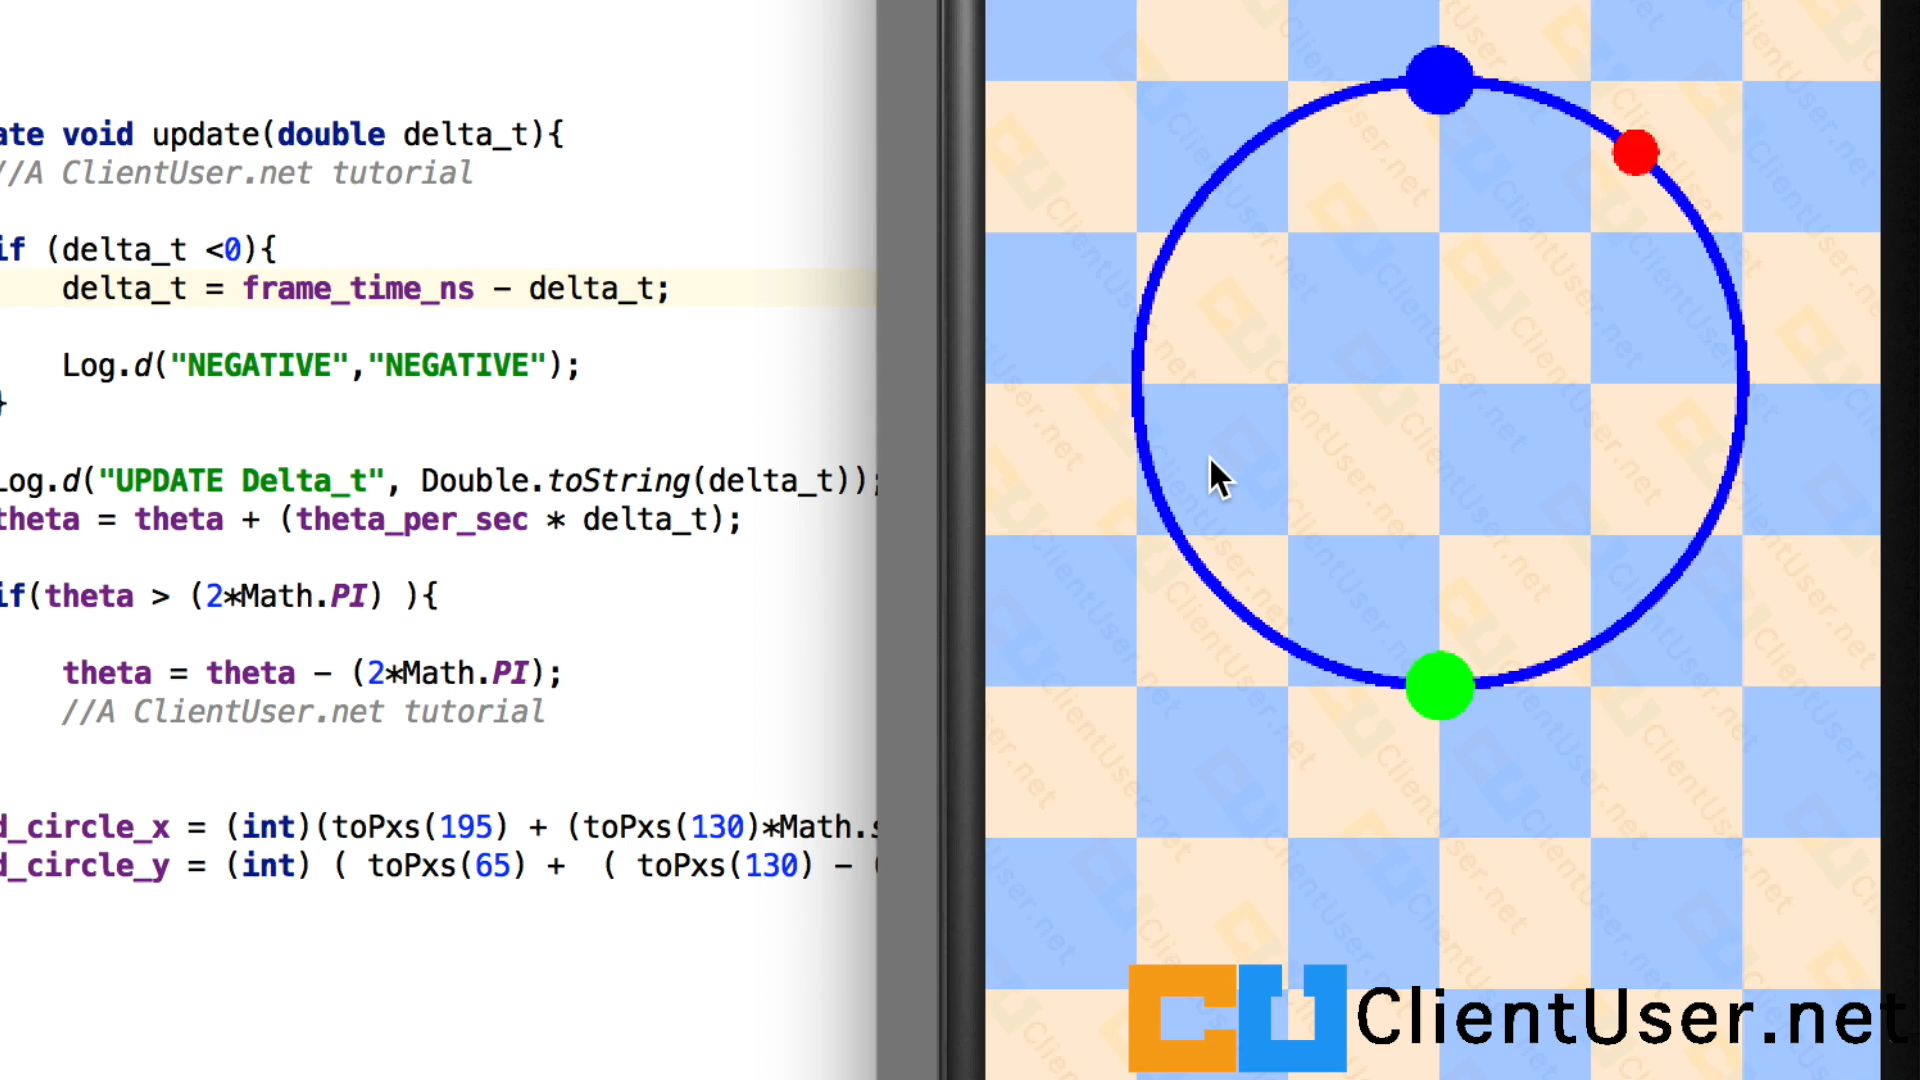 ate void update(double delta_t){
//A ClientUser.net tutorial
if (delta_t <0){
delta_t = frame_time_ns - delta_t;
Log.d("NEGATIVE","NEGATIVE");
}
Log.d("UPDATE Delta_t", Double.toString(delta_t));
theta = theta + (theta_per_sec * delta_t);
if(theta > (2*Math.PI) ){
theta = theta - (2*Math.PI);
//A ClientUser.net tutorial
d_circle_x = (int)(toPxs(195) + (toPxs(130)*Math.s
d_circle_y = (int) ( toPxs(65) + ( toPxs(130) - (
CU ClientUser.net